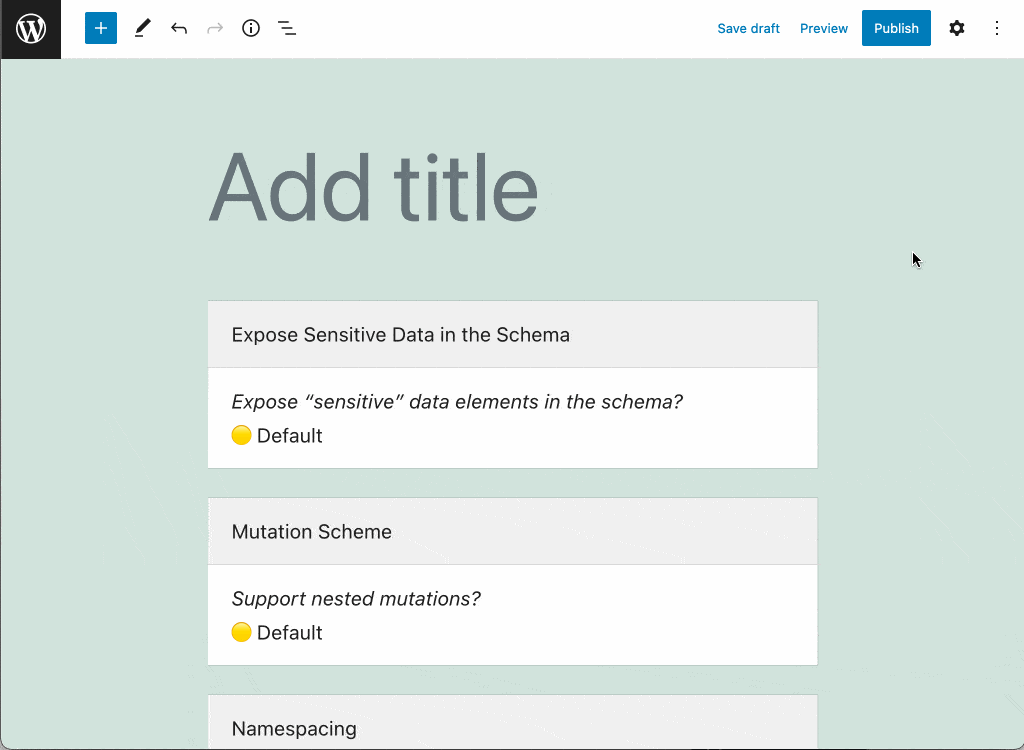 Save draft Preview Publish
Add title
Expose Sensitive Data in the Schema
Expose “sensitive” data elements in the schema?
Default
Mutation Scheme
Support nested mutations?
Default
Namespacing